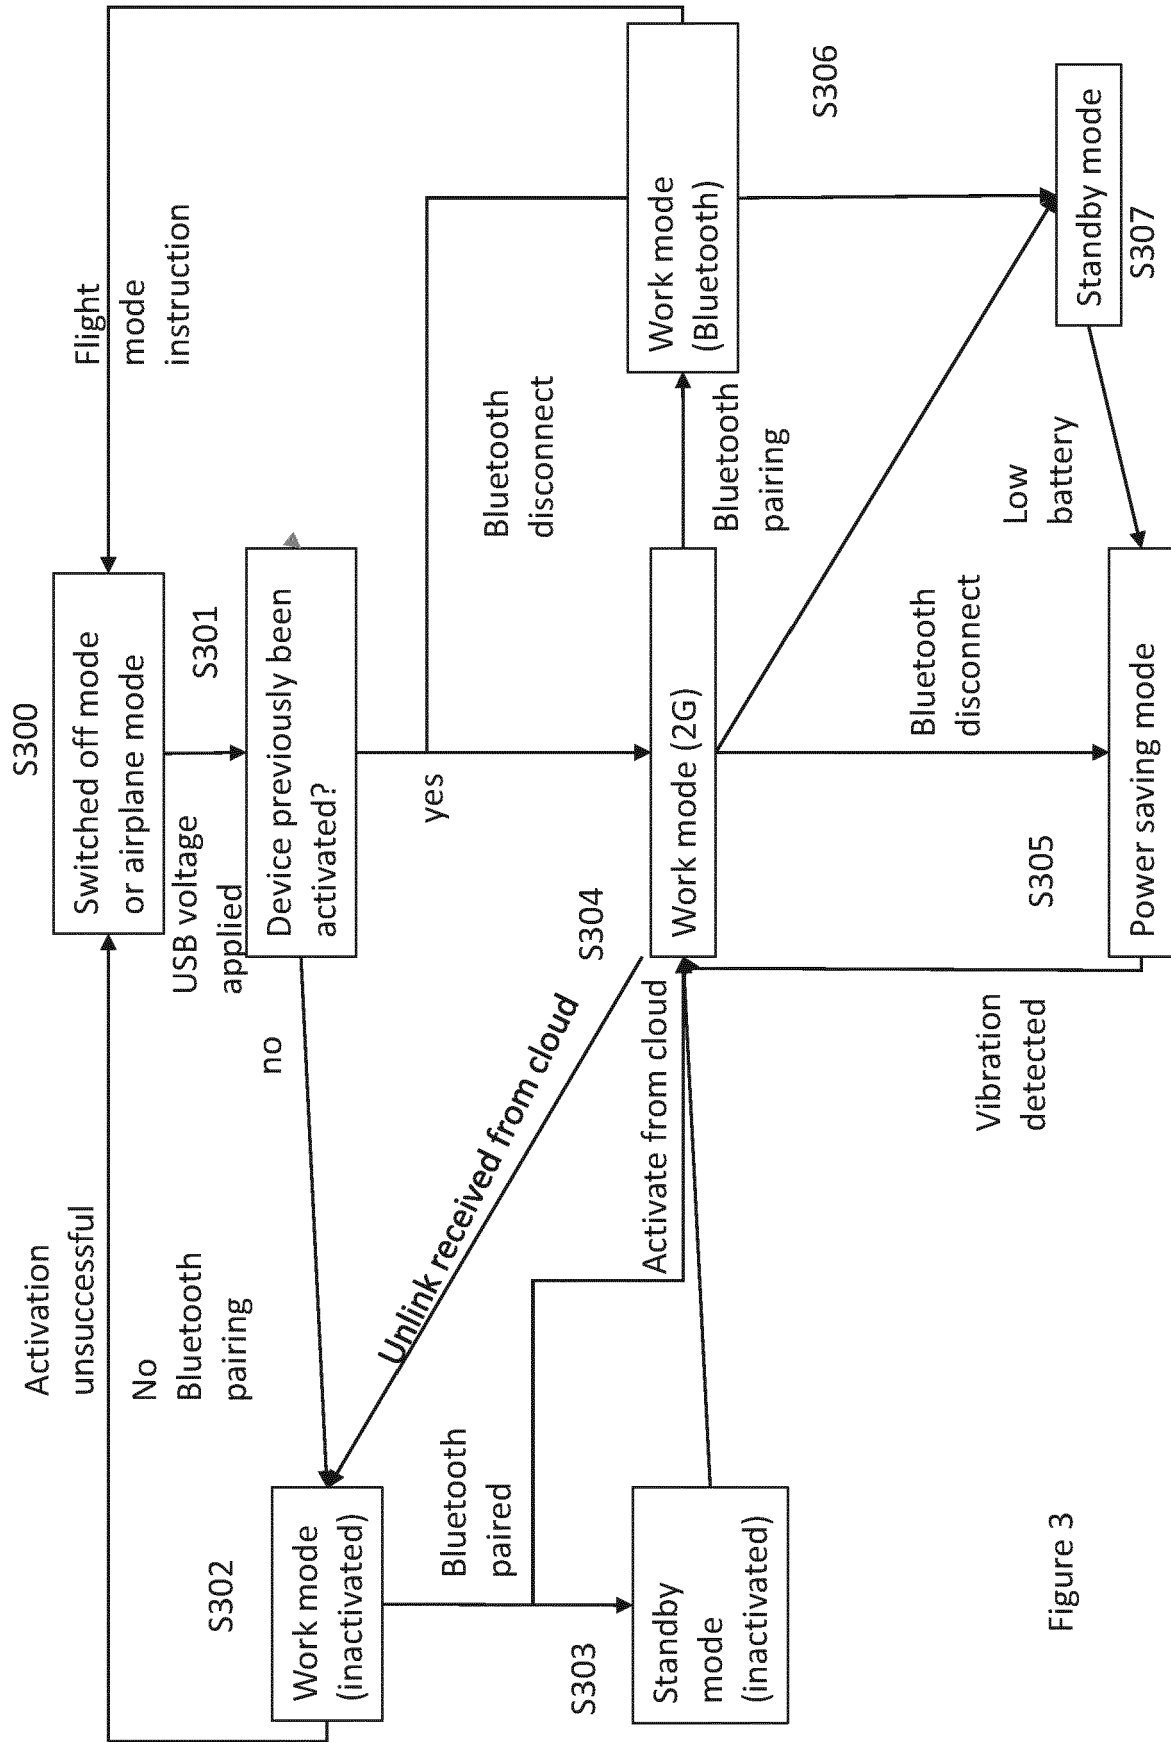 S300
Switched off mode
or airplane mode
Flight
mode
instruction
Activation
unsuccessful
No
Bluetooth
pairing
USB voltage
applied
S301
Device previously been
activated?
no
yes
S302
Work mode
(inactivated)
Bluetooth
paired
S303
Standby
mode
(inactivated)
Unlink received from cloud
Activate from cloud
S304
Work mode (2G)
Bluetooth
disconnect
Bluetooth
pairing
Work mode
(Bluetooth)
S306
Vibration
detected
S305
Power saving mode
Bluetooth
disconnect
Low
battery
Standby mode
S307
Figure 3